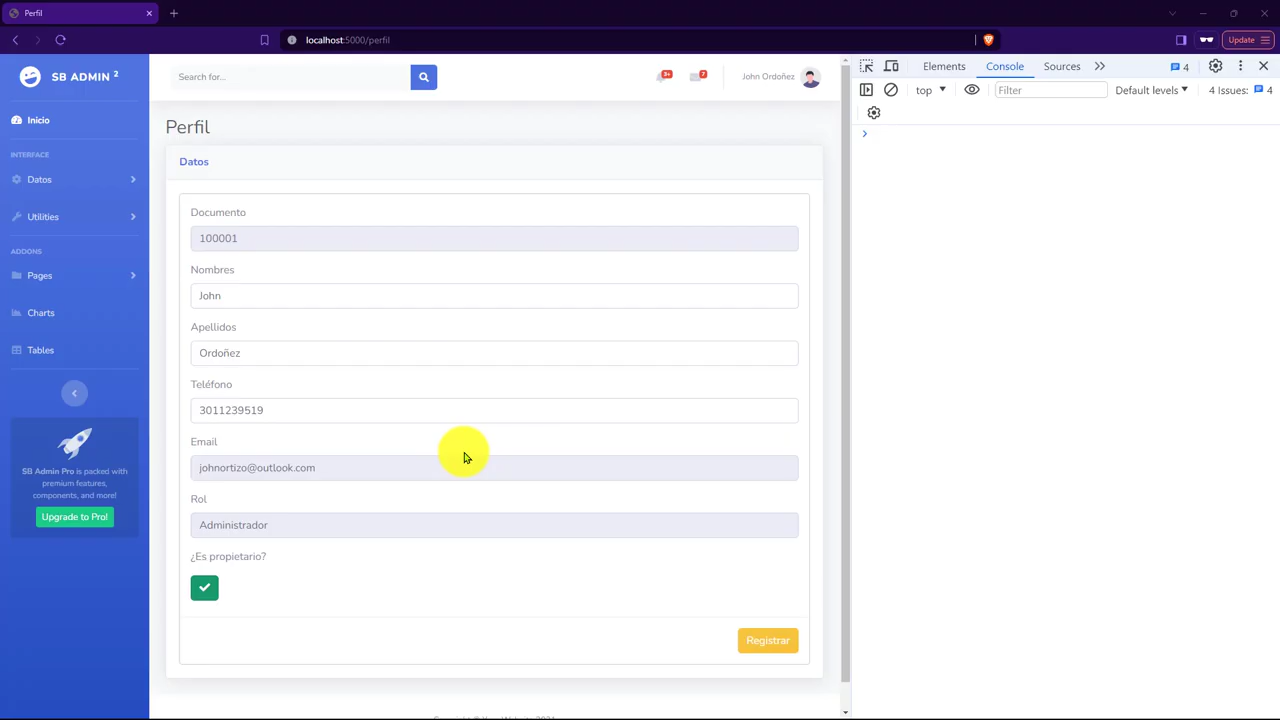 Perfil
localhost:5000/perfil
Update
SB ADMIN 2
Inicio
INTERFACE
Datos
Utilities
ADDONS
Pages
Charts
Tables
SB Admin Pro is packed with
premium features,
components, and more!
Upgrade to Pro!
Search for...
3+
7
John Ordoñez
Perfil
Datos
Documento
100001
Nombres
John
Apellidos
Ordoñez
Teléfono
3011239519
Email
johnortizo@outlook.com
Rol
Administrador
¿Es propietario?
Registrar
Elements
Console
Sources
4
top
Filter
Default levels
4 Issues:
4